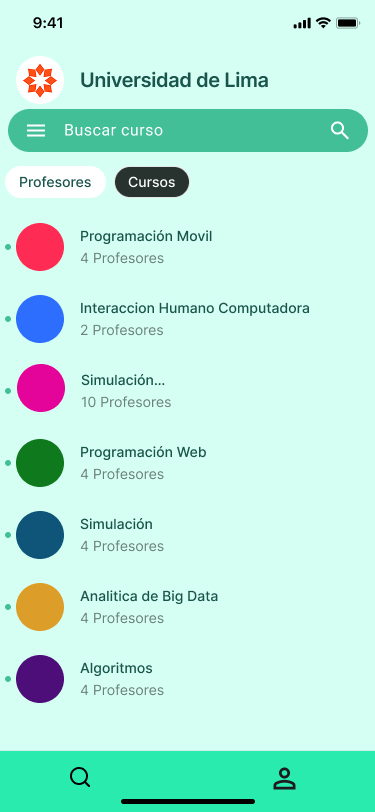 9:41
Universidad de Lima
Buscar curso
Profesores
Cursos
Programación Movil
4 Profesores
Interaccion Humano Computadora
2 Profesores
Simulación...
10 Profesores
Programación Web
4 Profesores
Simulación
4 Profesores
Analitica de Big Data
4 Profesores
Algoritmos
4 Profesores